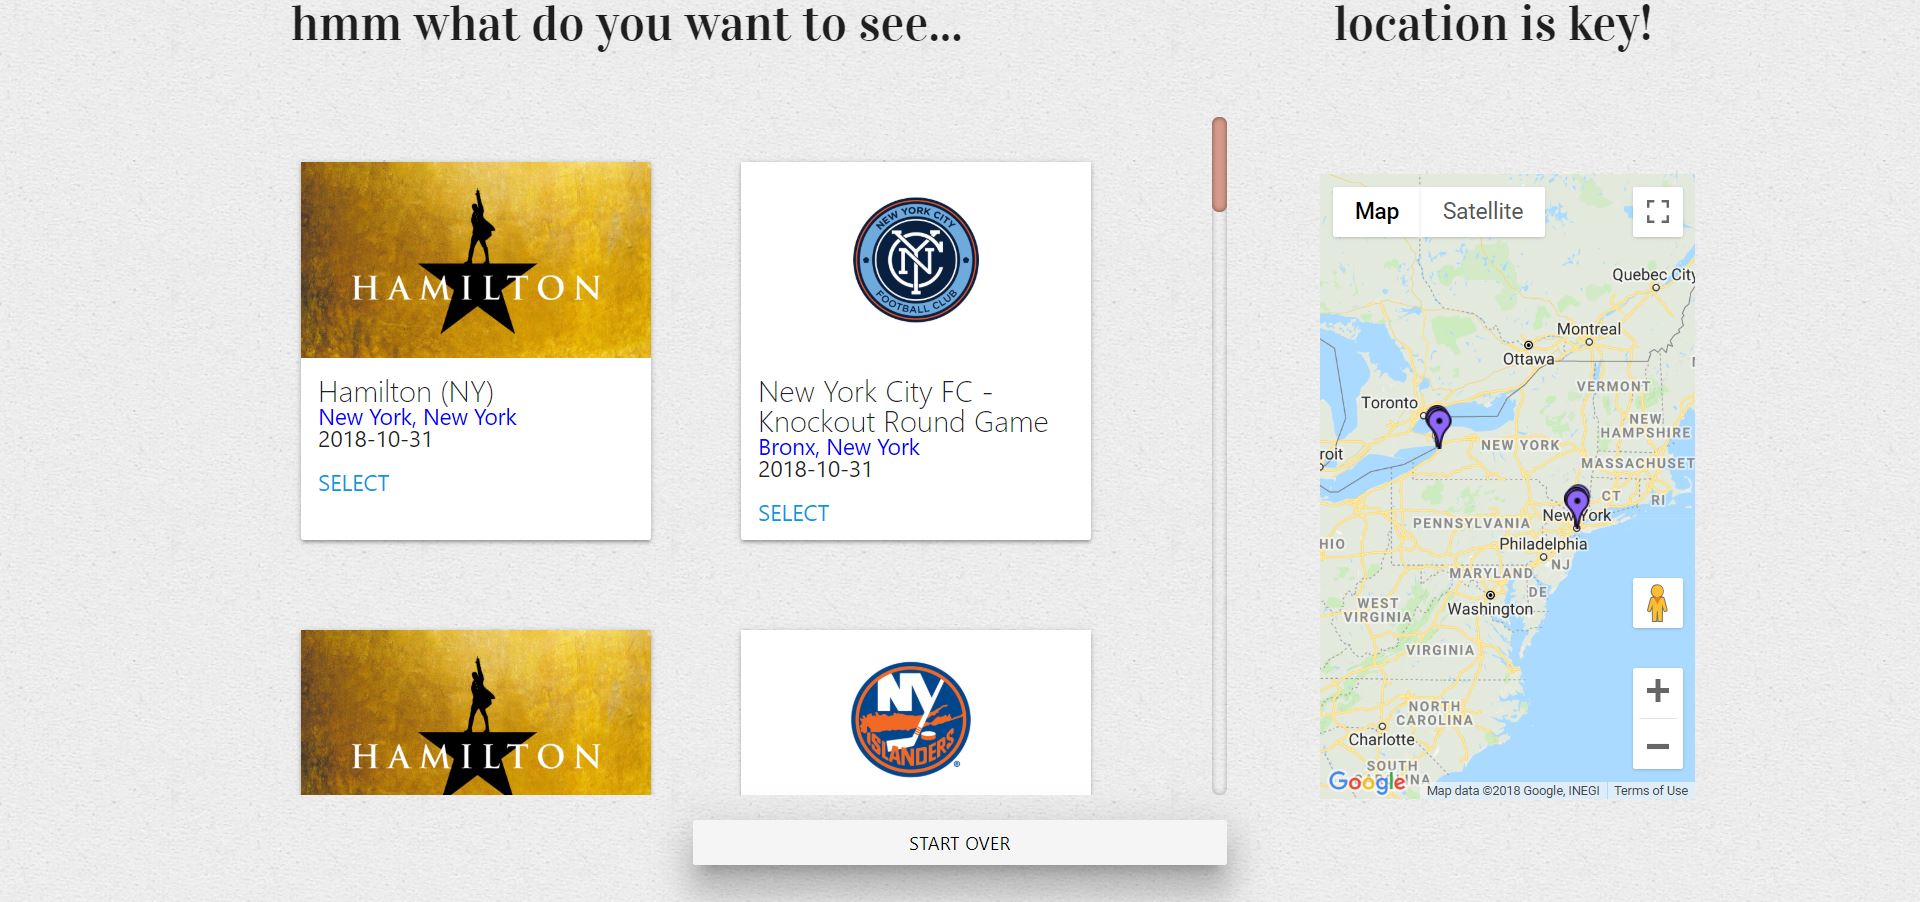 hmm what do you want to see...
location is key!
HAMILTON
Hamilton (NY)
New York, New York
2018-10-31
SELECT
NEW YORK CITY
NYC
FOOTBALL CLUB
New York City FC -
Knockout Round Game
Bronx, New York
2018-10-31
SELECT
HAMILTON
NY
ISLANDERS
®
START OVER
Map
Satellite
Quebec City
Montreal
Ottawa
VERMONT
Toronto
NEW
HAMPSHIRE
NEW YORK
roit
MASSACHUSET
CT
RI
New York
PENNSYLVANIA
HIO
Philadelphia
NJ
MARYLAND
DE
WEST
VIRGINIA
Washington
VIRGINIA
NORTH
CAROLINA
Charlotte
SOUTH
Google
INA
Map data ©2018 Google, INEGI
Terms of Use